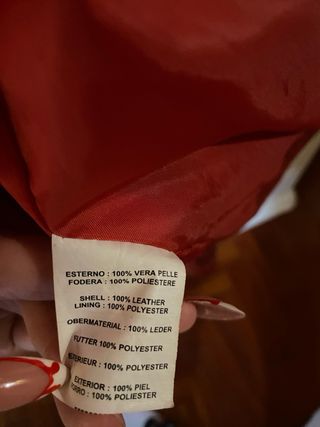 ESTERNO : 100% VERA PELLE
FODERA : 100% POLIESTERE
SHELL : 100% LEATHER
LINING : 100% POLYESTER
OBERMATERIAL : 100% LEDER
FUTTER 100% POLYESTER
100% POLYESTER
EXTERIOR : 100% PIEL
100% POLIESTER